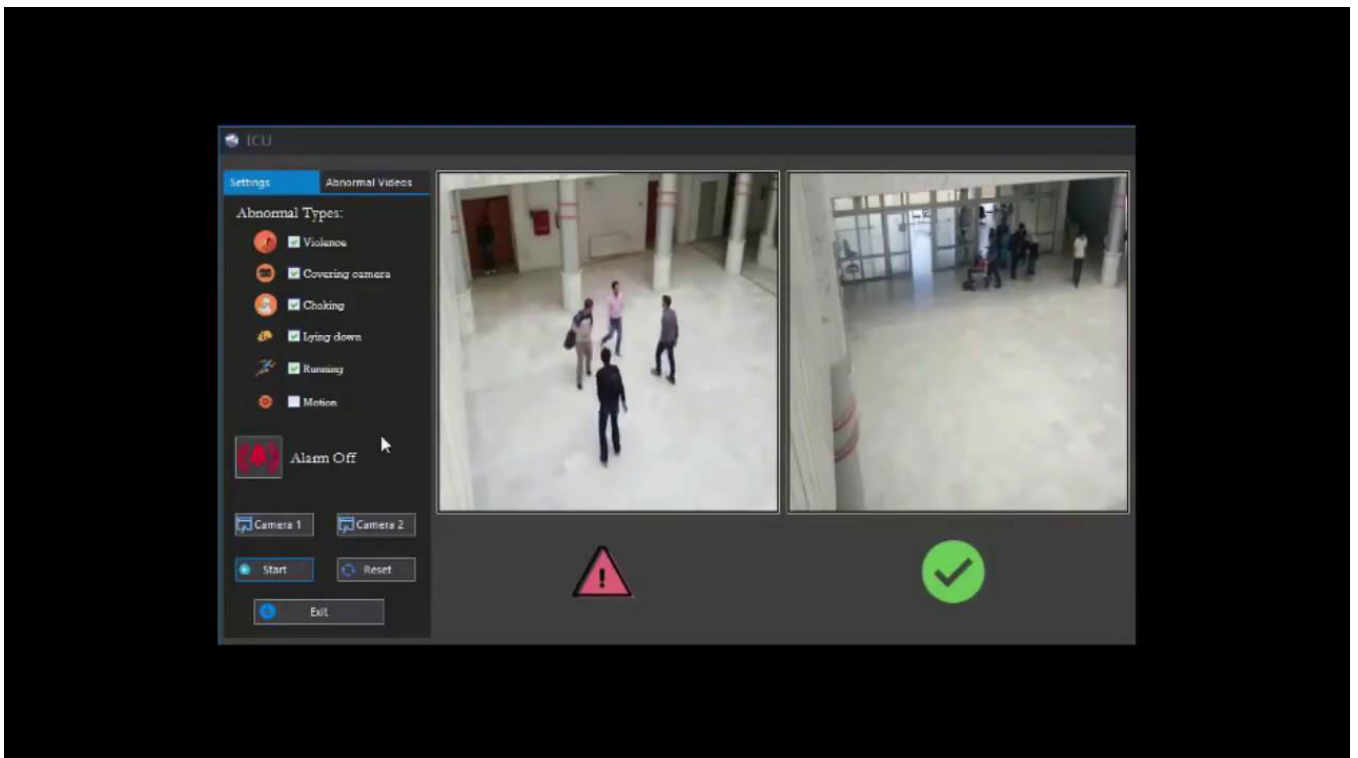 ICU
Settings
Abnormal Videos
Abnormal Types:
Violence
Covering camera
Choking
Lying down
Running
Motion
Alarm Off
Camera 1
Camera 2
Start
Reset
Exit